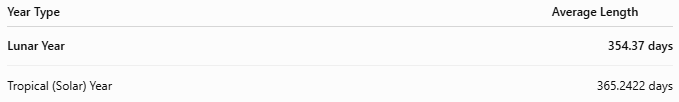 Year Type Average Length
Lunar Year 354.37 days
Tropical (Solar) Year 365.2422 days